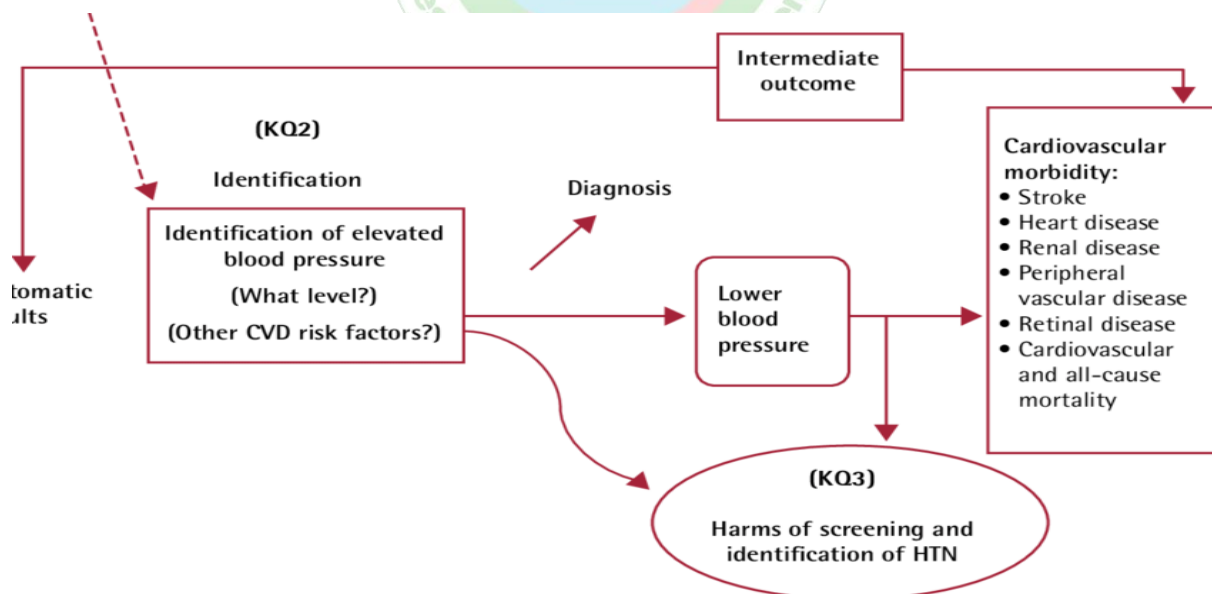 Intermediate
outcome
(KQ2)
Identification
Diagnosis
Identification of elevated
blood pressure
(What level?)
(Other CVD risk factors?)
tomatic
ults
Lower
blood
pressure
Cardiovascular
morbidity:
• Stroke
• Heart disease
• Renal disease
• Peripheral
vascular disease
• Retinal disease
• Cardiovascular
and all-cause
mortality
(KQ3)
Harms of screening and
identification of HTN